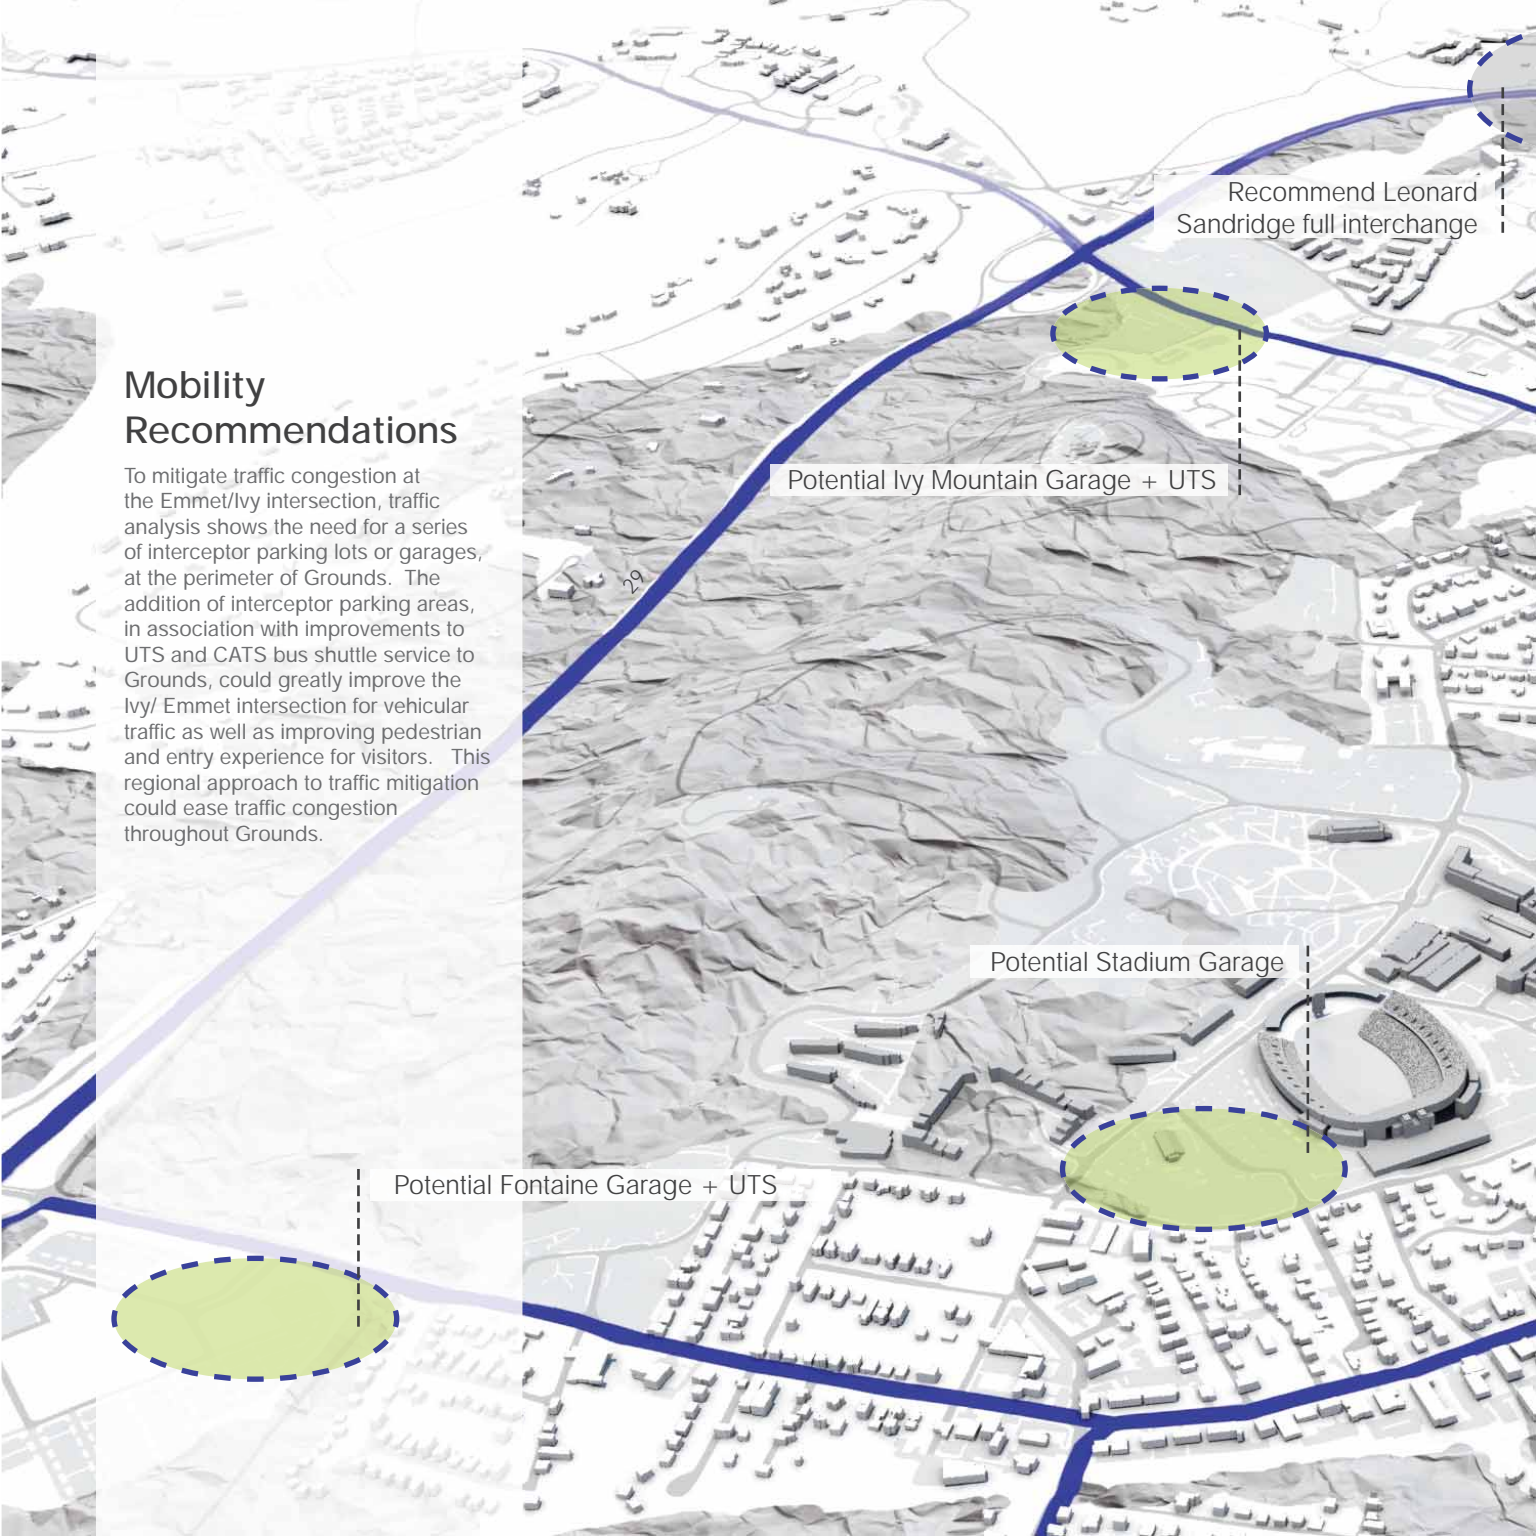 Recommend Leonard
Sandridge full interchange
Mobility
Recommendations
To mitigate traffic congestion at
the Emmet/Ivy intersection, traffic
analysis shows the need for a series
of interceptor parking lots or garages,
at the perimeter of Grounds.  The
addition of interceptor parking areas,
in association with improvements to
UTS and CATS bus shuttle service to
Grounds, could greatly improve the
Ivy/ Emmet intersection for vehicular
traffic as well as improving pedestrian
and entry experience for visitors.   This
regional approach to traffic mitigation
could ease traffic congestion
throughout Grounds.
Potential Ivy Mountain Garage + UTS
29
Potential Stadium Garage
Potential Fontaine Garage + UTS